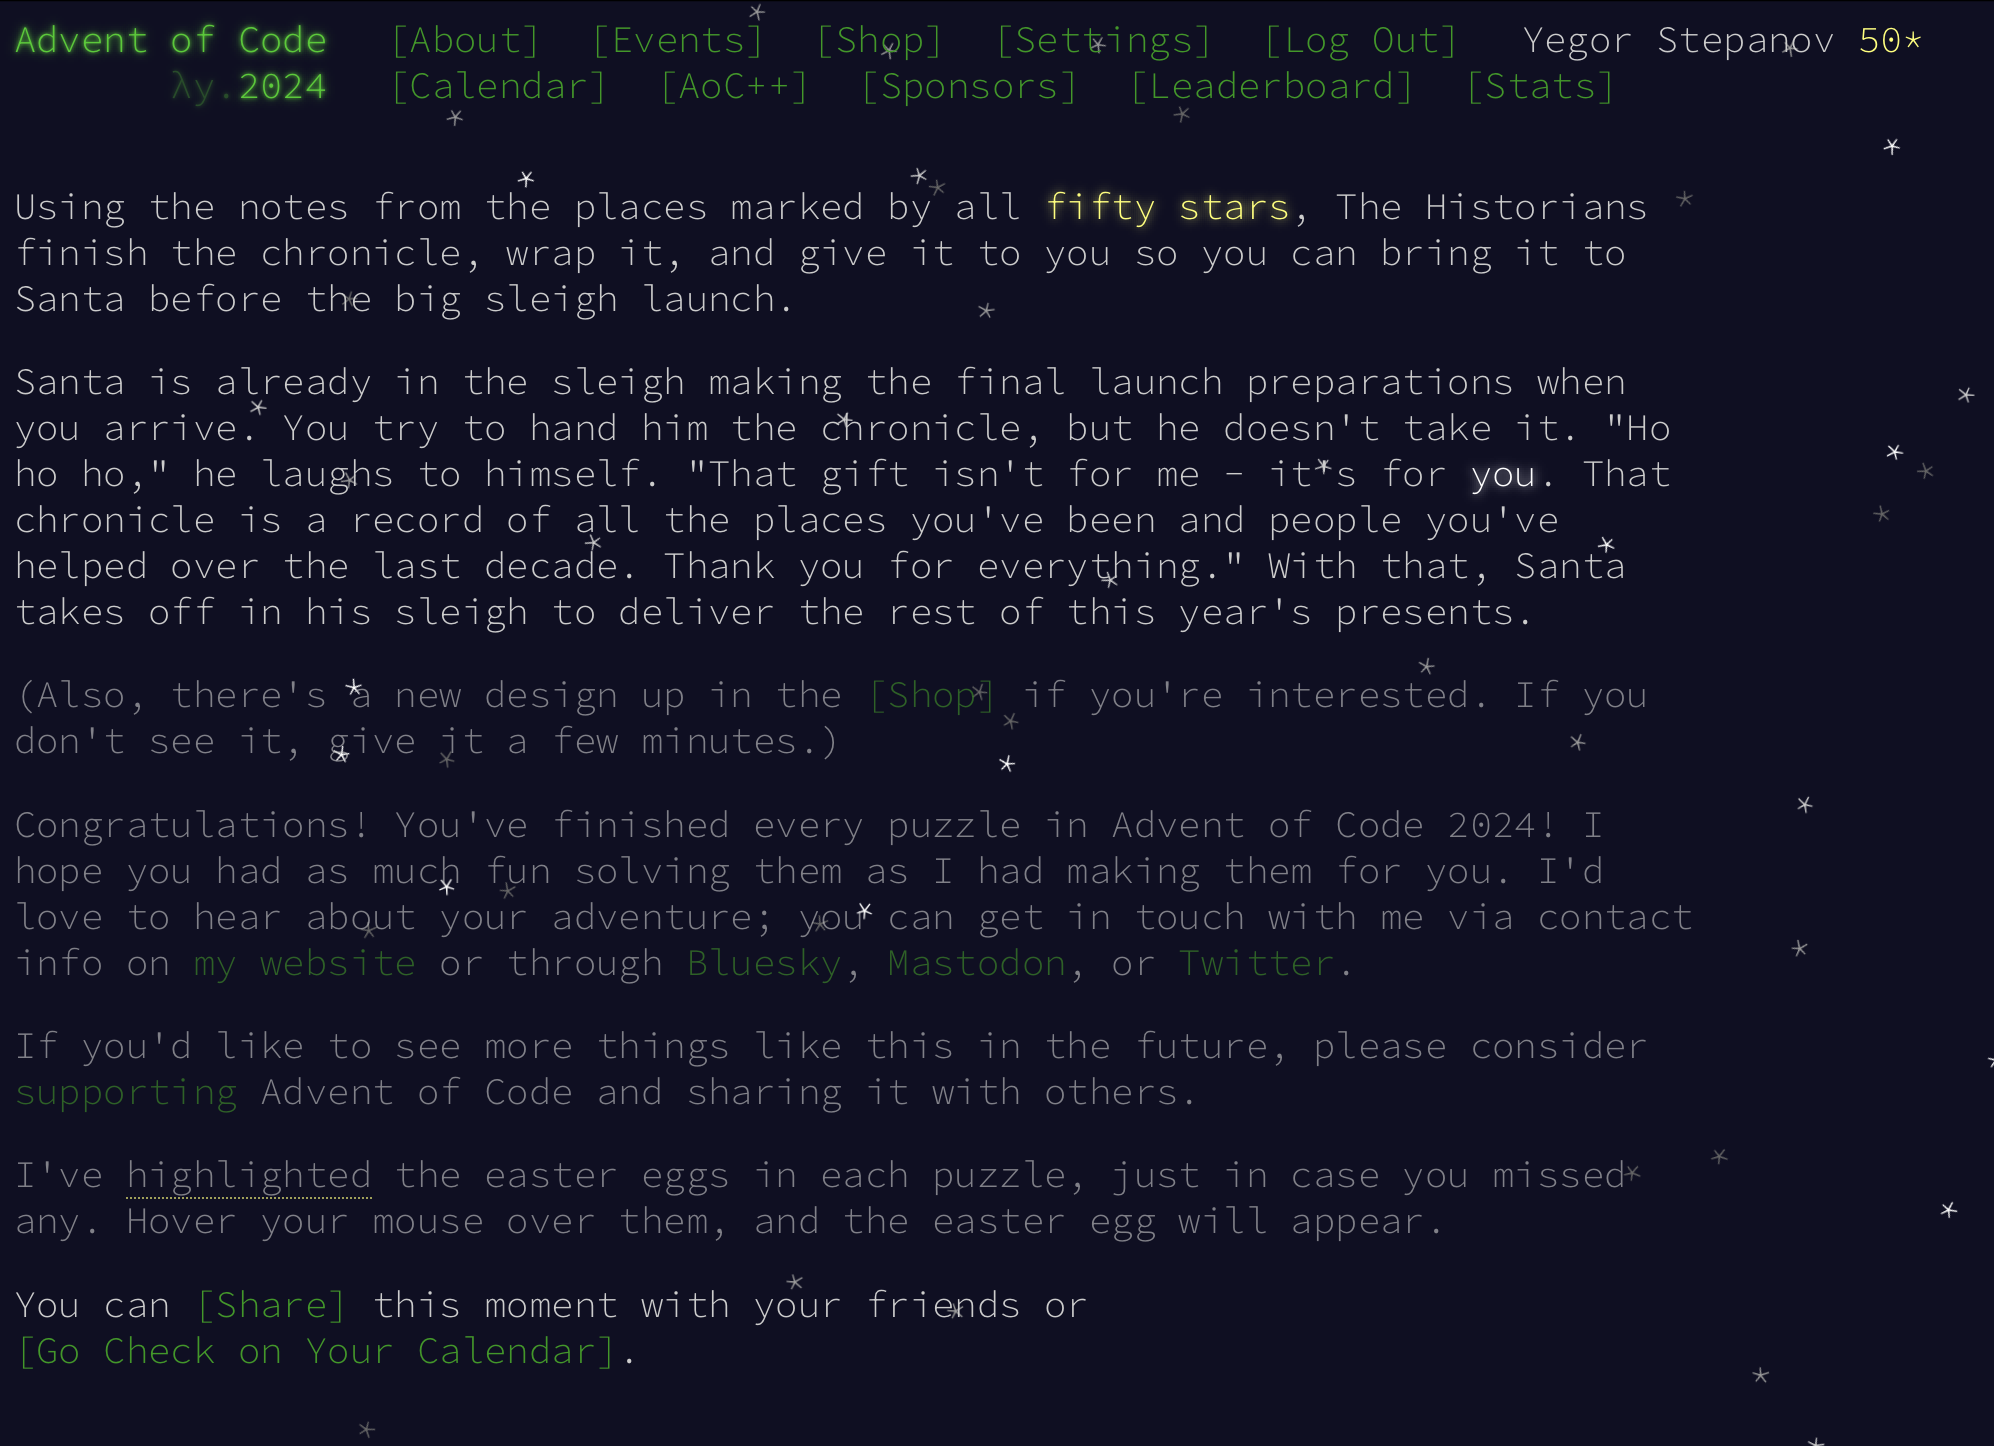 Advent of Code [About] [Events] [Shop] [Settings] [Log Out] Yegor Stepanov 50*
λy.2024 [Calendar] [AoC++] [Sponsors] [Leaderboard] [Stats]
Using the notes from the places marked by all fifty stars, The Historians
finish the chronicle, wrap it, and give it to you so you can bring it to
Santa before the big sleigh launch.
Santa is already in the sleigh making the final launch preparations when
you arrive. You try to hand him the chronicle, but he doesn't take it. "Ho
ho ho," he laughs to himself. "That gift isn't for me - it's for you. That
chronicle is a record of all the places you've been and people you've
helped over the last decade. Thank you for everything." With that, Santa
takes off in his sleigh to deliver the rest of this year's presents.
(Also, there's a new design up in the [Shop] if you're interested. If you
don't see it, give it a few minutes.)
Congratulations! You've finished every puzzle in Advent of Code 2024! I
hope you had as much fun solving them as I had making them for you. I'd
love to hear about your adventure; you can get in touch with me via contact
info on my website or through Bluesky, Mastodon, or Twitter.
If you'd like to see more things like this in the future, please consider
supporting Advent of Code and sharing it with others.
I've highlighted the easter eggs in each puzzle, just in case you missed
any. Hover your mouse over them, and the easter egg will appear.
You can [Share] this moment with your friends or
[Go Check on Your Calendar].